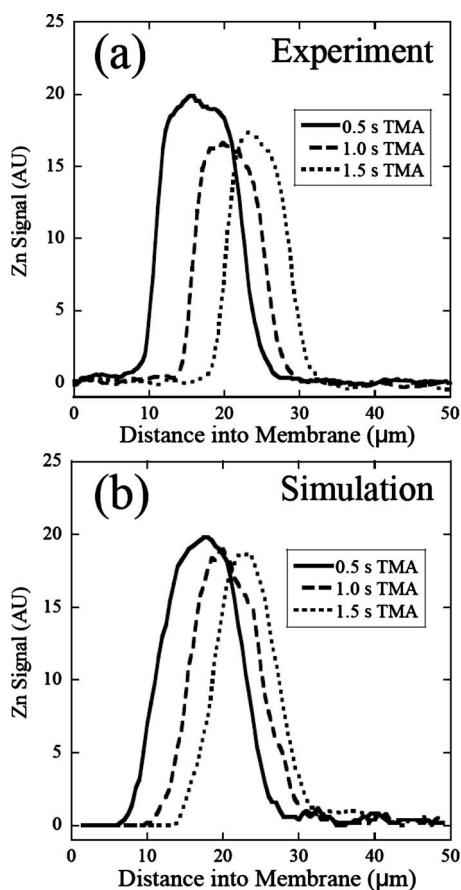 (a) Experiment
25
20
15
10
5
0
Zn Signal (AU)
0.5 s TMA
1.0 s TMA
1.5 s TMA
0 10 20 30 40 50
Distance into Membrane (μm)
(b) Simulation
25
20
15
10
5
0
Zn Signal (AU)
0.5 s TMA
1.0 s TMA
1.5 s TMA
0 10 20 30 40 50
Distance into Membrane (μm)